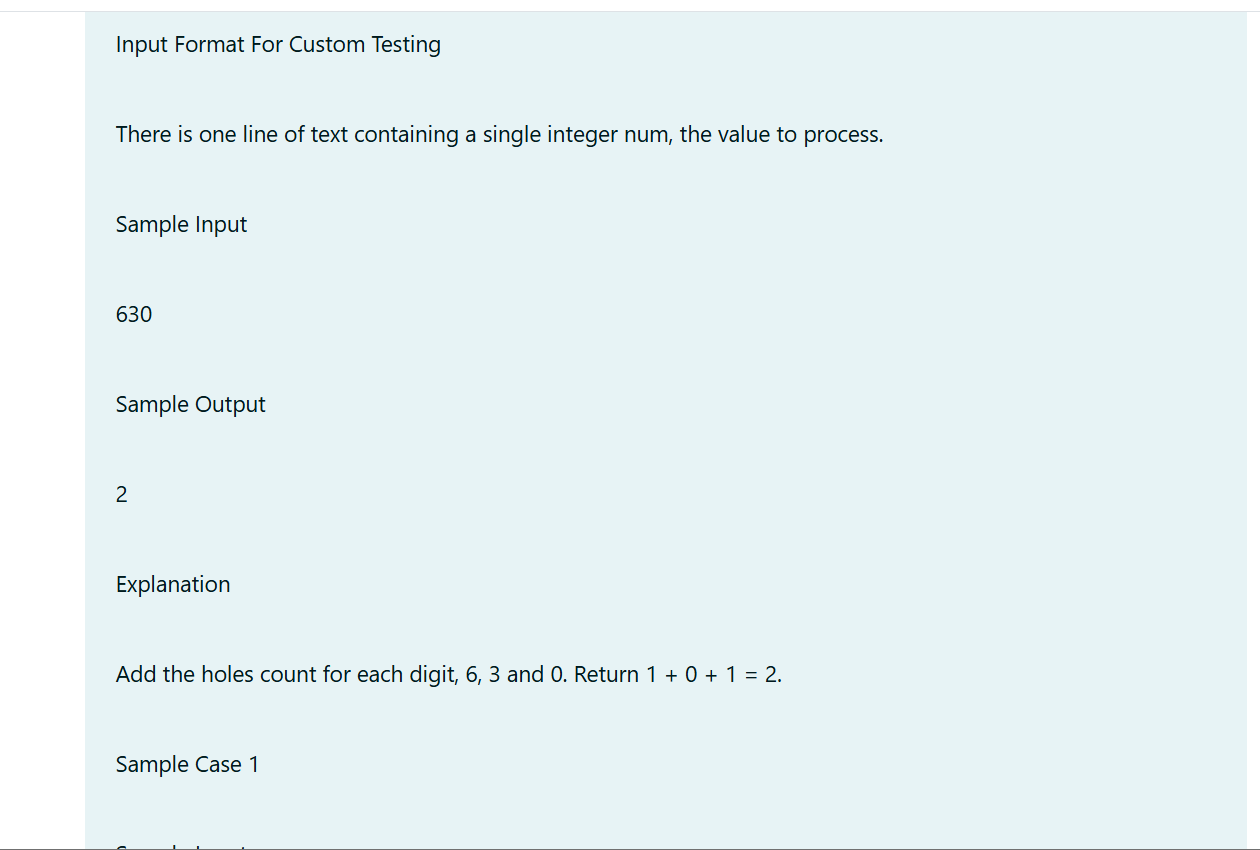 Input Format For Custom Testing
There is one line of text containing a single integer num, the value to process.
Sample Input
630
Sample Output
2
Explanation
Add the holes count for each digit, 6, 3 and 0. Return 1 + 0 + 1 = 2.
Sample Case 1